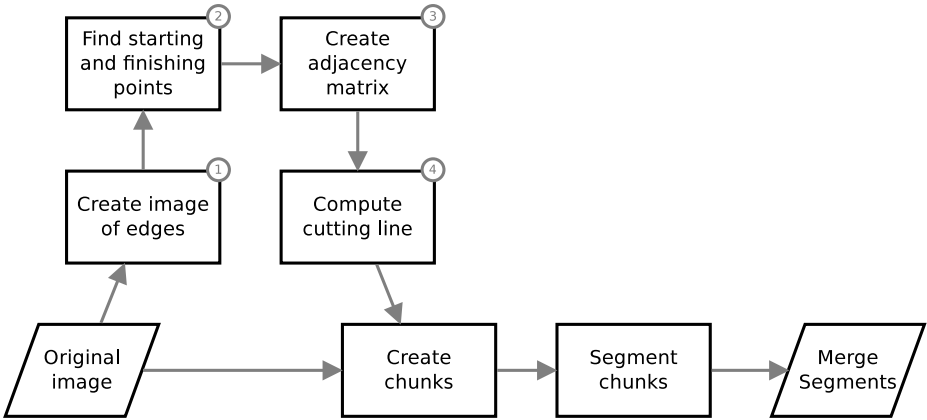 2
Find starting
and finishing
points
3
Create
adjacency
matrix
1
Create image
of edges
4
Compute
cutting line
Original
image
Create
chunks
Segment
chunks
Merge
Segments